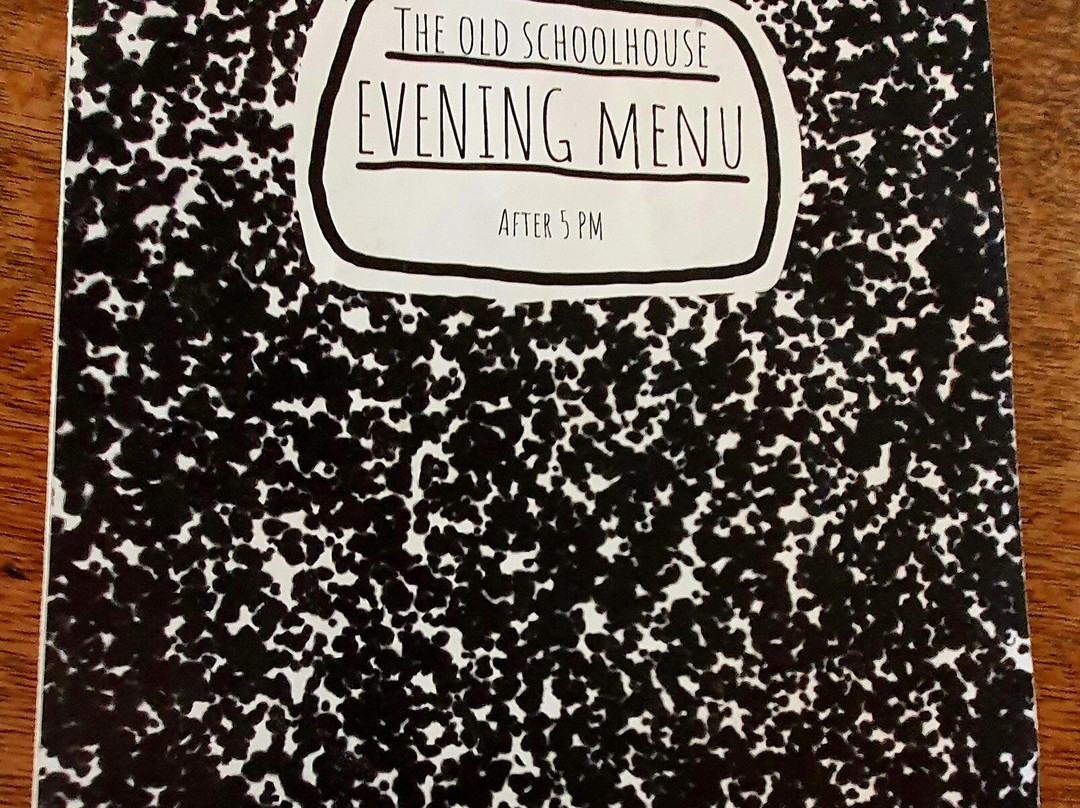 THE OLD SCHOOLHOUSE
EVENING MENU
AFTER 5 PM